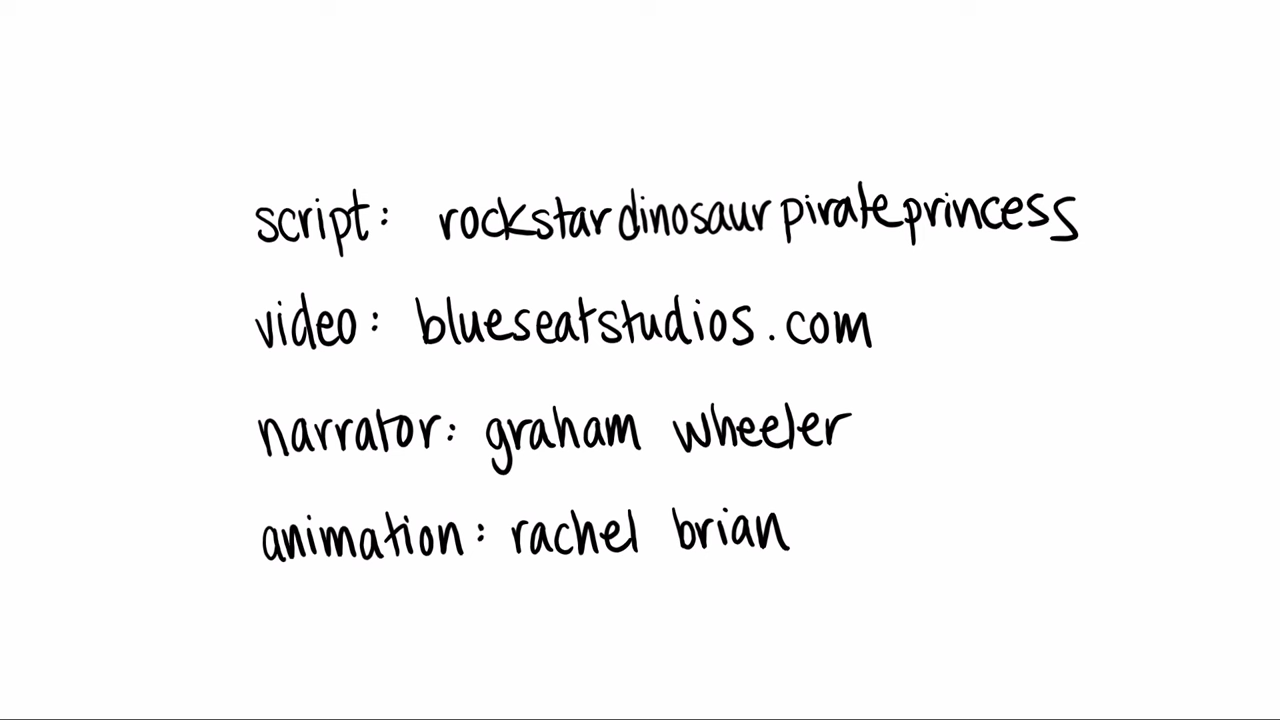 script: rockstardinosaurpirateprincess
video: blueseatstudios.com
narrator: graham wheeler
animation: rachel brian